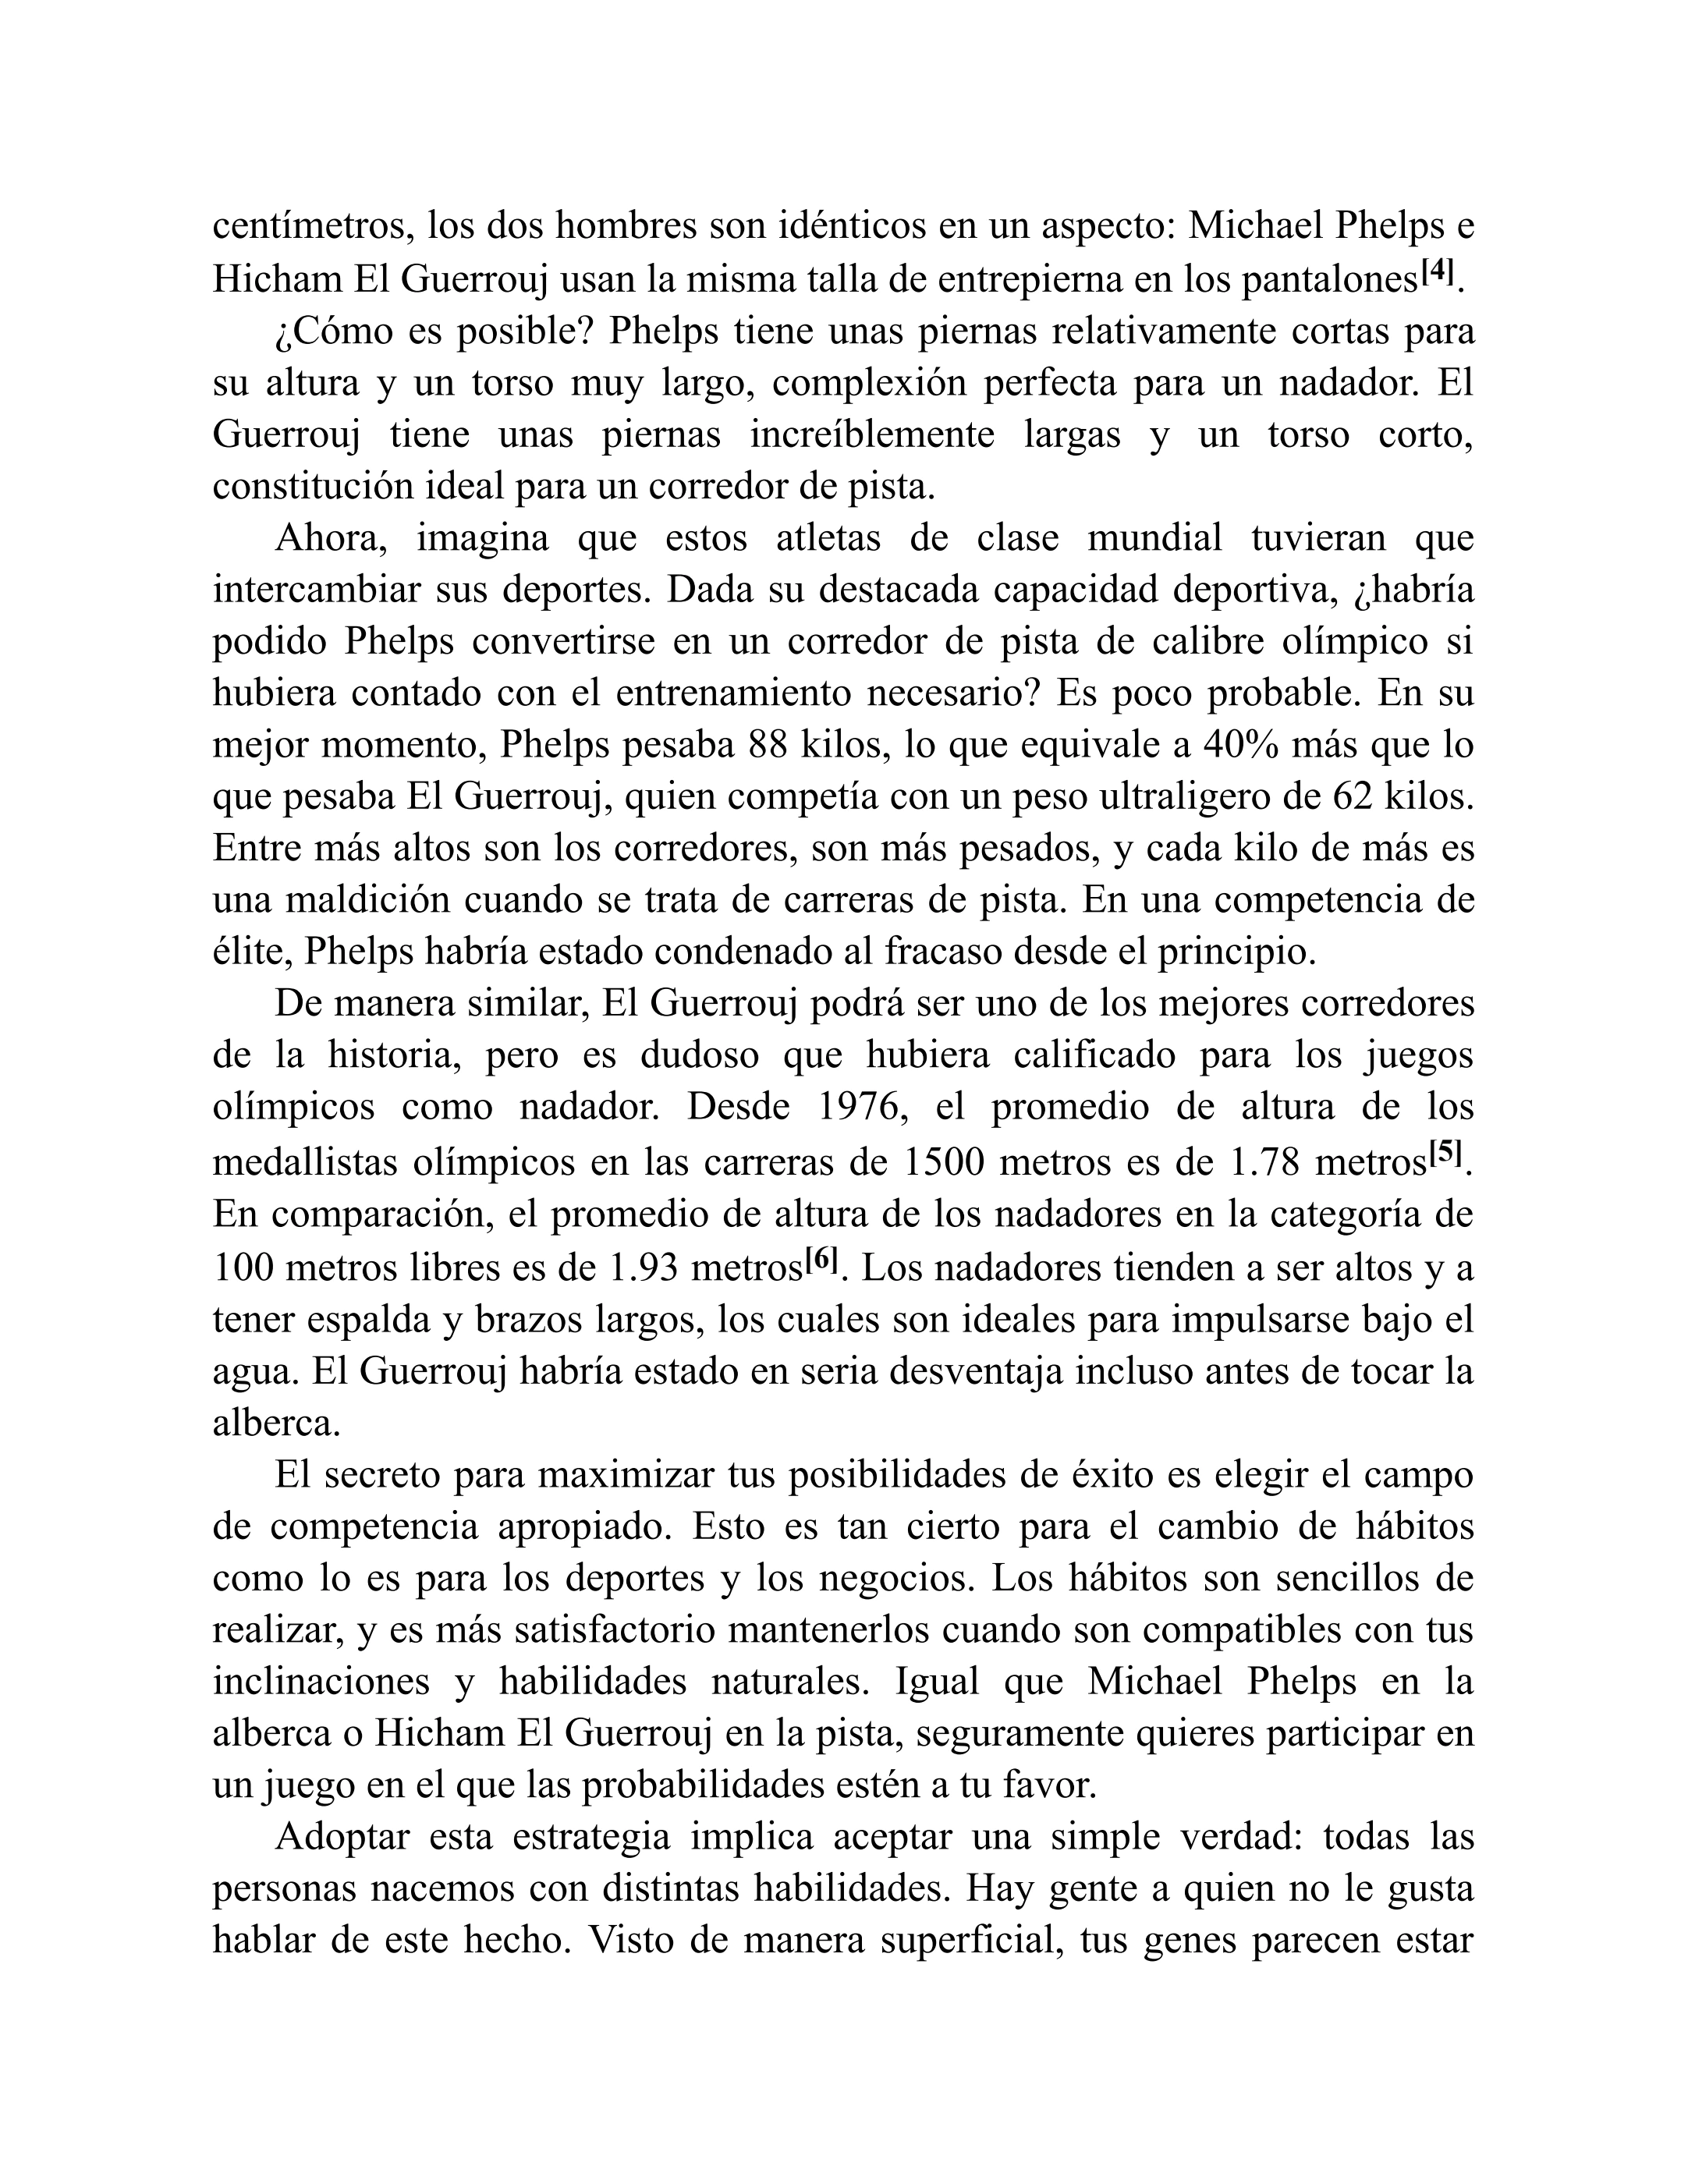 centímetros, los dos hombres son idénticos en un aspecto: Michael Phelps e
Hicham El Guerrouj usan la misma talla de entrepierna en los pantalones[4].
¿Cómo es posible? Phelps tiene unas piernas relativamente cortas para
su altura y un torso muy largo, complexión perfecta para un nadador. El
Guerrouj tiene unas piernas increíblemente largas y un torso corto,
constitución ideal para un corredor de pista.
Ahora, imagina que estos atletas de clase mundial tuvieran que
intercambiar sus deportes. Dada su destacada capacidad deportiva, ¿habría
podido Phelps convertirse en un corredor de pista de calibre olímpico si
hubiera contado con el entrenamiento necesario? Es poco probable. En su
mejor momento, Phelps pesaba 88 kilos, lo que equivale a 40% más que lo
que pesaba El Guerrouj, quien competía con un peso ultraligero de 62 kilos.
Entre más altos son los corredores, son más pesados, y cada kilo de más es
una maldición cuando se trata de carreras de pista. En una competencia de
élite, Phelps habría estado condenado al fracaso desde el principio.
De manera similar, El Guerrouj podrá ser uno de los mejores corredores
de la historia, pero es dudoso que hubiera calificado para los juegos
olímpicos como nadador. Desde 1976, el promedio de altura de los
medallistas olímpicos en las carreras de 1500 metros es de 1.78 metros[5].
En comparación, el promedio de altura de los nadadores en la categoría de
100 metros libres es de 1.93 metros[6]. Los nadadores tienden a ser altos y a
tener espalda y brazos largos, los cuales son ideales para impulsarse bajo el
agua. El Guerrouj habría estado en seria desventaja incluso antes de tocar la
alberca.
El secreto para maximizar tus posibilidades de éxito es elegir el campo
de competencia apropiado. Esto es tan cierto para el cambio de hábitos
como lo es para los deportes y los negocios. Los hábitos son sencillos de
realizar, y es más satisfactorio mantenerlos cuando son compatibles con tus
inclinaciones y habilidades naturales. Igual que Michael Phelps en la
alberca o Hicham El Guerrouj en la pista, seguramente quieres participar en
un juego en el que las probabilidades estén a tu favor.
Adoptar esta estrategia implica aceptar una simple verdad: todas las
personas nacemos con distintas habilidades. Hay gente a quien no le gusta
hablar de este hecho. Visto de manera superficial, tus genes parecen estar